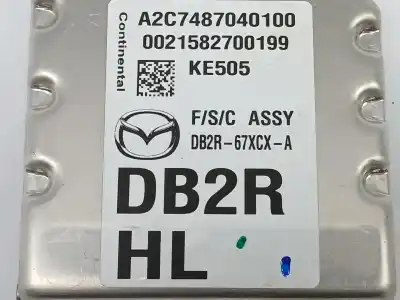 Continental
A2C7487040100
0021582700199
KE505
F/S/C ASSY
DB2R-67XCX-A
DB2R
HL